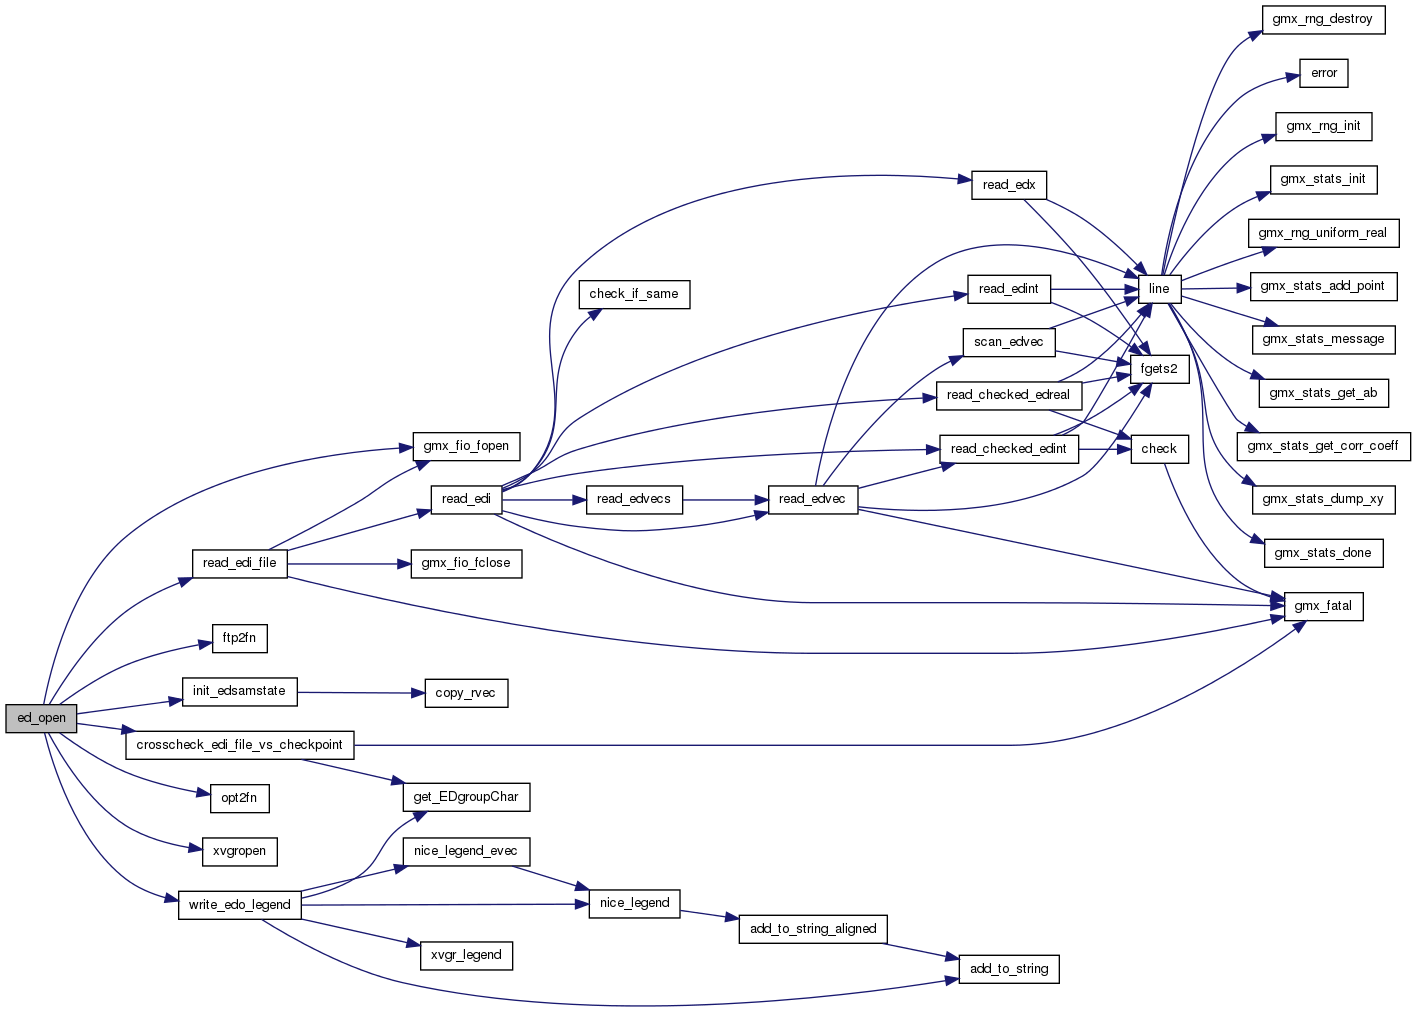 gmx_rng_destroy
error
gmx_rng_init
gmx_stats_init
read_edx
gmx_rng_uniform_real
gmx_stats_add_point
read_edint
line
check_if_same
gmx_stats_message
scan_edvec
fgets2
gmx_stats_get_ab
read_checked_edreal
gmx_fio_fopen
gmx_stats_get_corr_coeff
read_checked_edint
check
read_edi
read_edvecs
read_edvec
gmx_stats_dump_xy
gmx_stats_done
read_edi_file
gmx_fio_fclose
gmx_fatal
ftp2fn
init_edsamstate
copy_rvec
ed_open
crosscheck_edi_file_vs_checkpoint
opt2fn
get_EDgroupChar
xvgropen
nice_legend_evec
write_edo_legend
nice_legend
add_to_string_aligned
xvgr_legend
add_to_string